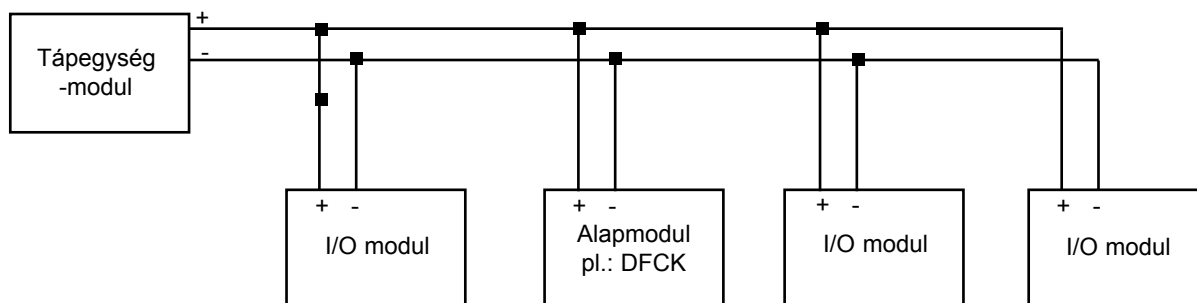 +
-
Tápegység
-modul
+ -
I/O modul
+ -
Alapmodul
pl.: DFCK
+ -
I/O modul
+ -
I/O modul